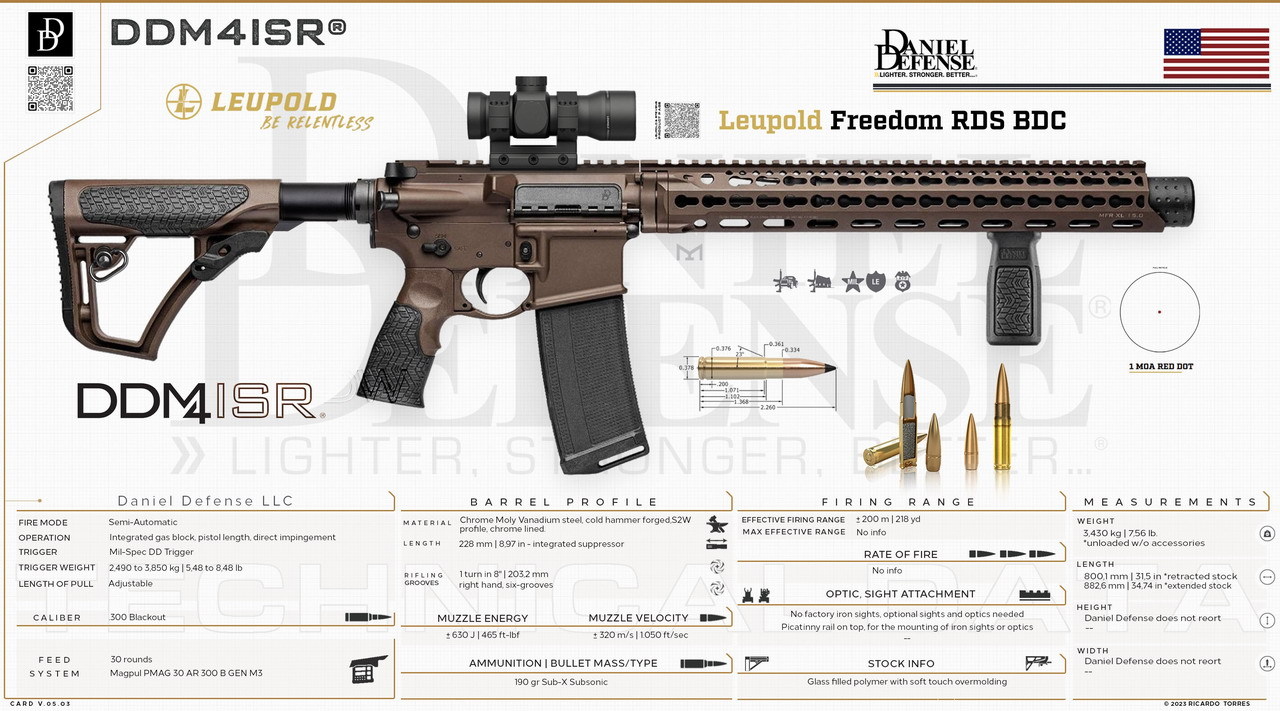 DDM4ISR®
DANIEL
DEFENSE®
LIGHTER. STRONGER. BETTER...®
LEUPOLD
BE RELENTLESS
Leupold Freedom RDS BDC
MFR XL 15.0
MIL
LE
1 MOA RED DOT
0.376
23°
0.361
0.334
0.378
.200
1.071
1.102
1.368
2.260
DDM4ISR®
DANIEL
DEFENSE®
LIGHTER, STRONGER, BETTER...®
TECHNICAL DATA
Daniel Defense LLC
FIRE MODE Semi-Automatic
OPERATION Integrated gas block, pistol length, direct impingement
TRIGGER Mil-Spec DD Trigger
TRIGGER WEIGHT 2,490 to 3,850 kg | 5,48 to 8,48 lb
LENGTH OF PULL Adjustable
CALIBER 300 Blackout
FEED
SYSTEM
30 rounds
Magpul PMAG 30 AR 300 B GEN M3
BARREL PROFILE
MATERIAL Chrome Moly Vanadium steel, cold hammer forged,S2W
profile, chrome lined.
LENGTH 228 mm | 8,97 in - integrated suppressor
RIFLING
GROOVES
1 turn in 8" | 203,2 mm
right hand, six-grooves
MUZZLE ENERGY MUZZLE VELOCITY
± 630 J | 465 ft-lbf ± 320 m/s | 1.050 ft/sec
AMMUNITION | BULLET MASS/TYPE
190 gr Sub-X Subsonic
FIRING RANGE
EFFECTIVE FIRING RANGE ± 200 m | 218 yd
MAX EFFECTIVE RANGE No info
RATE OF FIRE
No info
OPTIC, SIGHT ATTACHMENT
No factory iron sights, optional sights and optics needed
Picatinny rail on top, for the mounting of iron sights or optics
--
STOCK INFO
Glass filled polymer with soft touch overmolding
MEASUREMENTS
WEIGHT
3,430 kg | 7,56 lb.
*unloaded w/o accessories
LENGTH
800,1 mm | 31,5 in *retracted stock
882,6 mm | 34,74 in *extended stock
HEIGHT
Daniel Defense does not reort
--
WIDTH
Daniel Defense does not reort
--
CARD V.05.03
© 2023 RICARDO TORRES